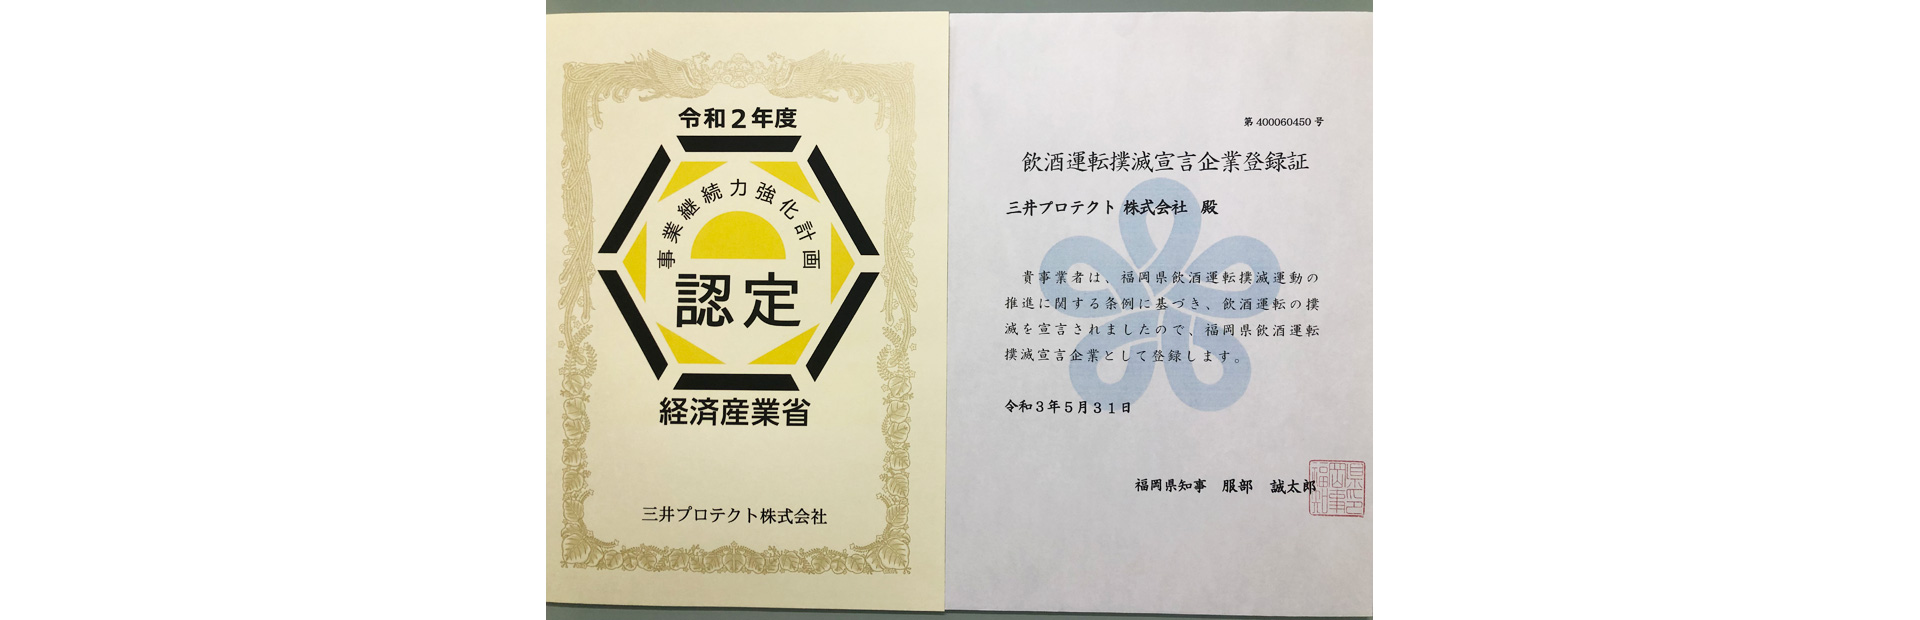 令和2年度
事業継続力強化計画
認定
経済産業省
三井プロテクト株式会社
第 400060450 号
飲酒運転撲滅宣言企業登録証
三井プロテクト 株式会社 殿
貴事業者は、福岡県飲酒運転撲滅運動の
推進に関する条例に基づき、飲酒運転の撲
滅を宣言されましたので、福岡県飲酒運転
撲滅宣言企業として登録します。
令和3年5月31日
福岡県知事 服部 誠太郎
福岡県知事印